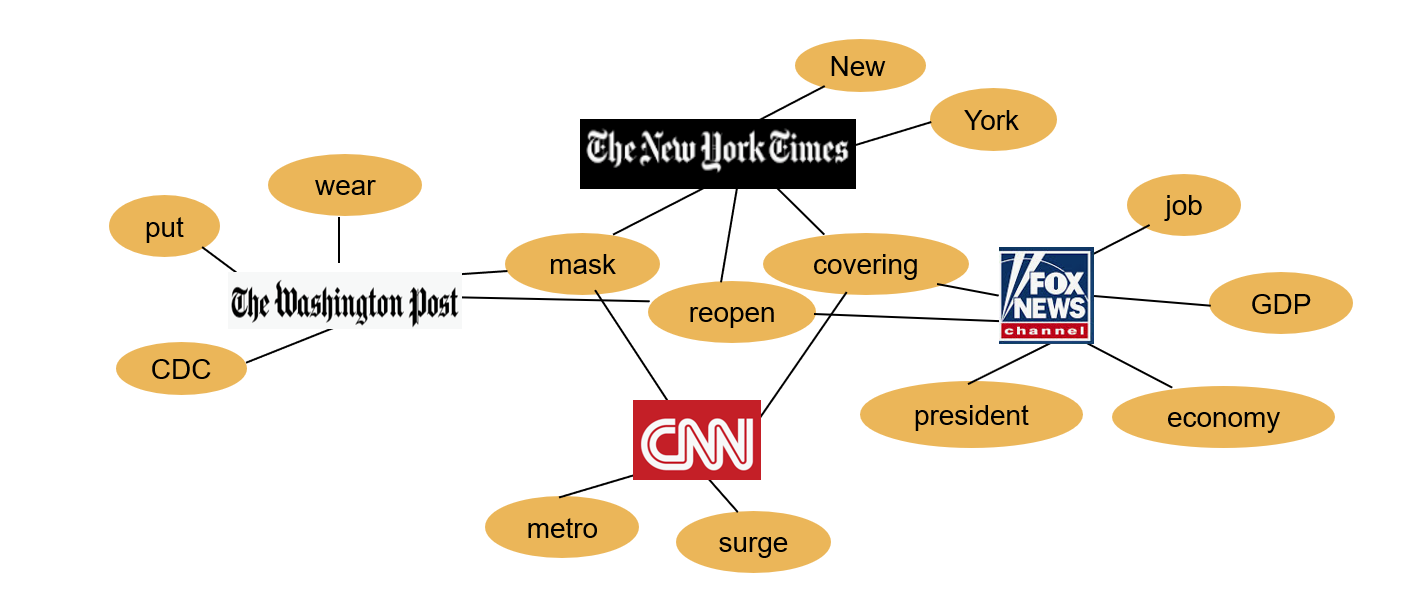 New
York
The New York Times
wear
job
put
mask
covering
The Washington Post
reopen
FOX
NEWS
channel
GDP
CDC
president
economy
CNN
metro
surge